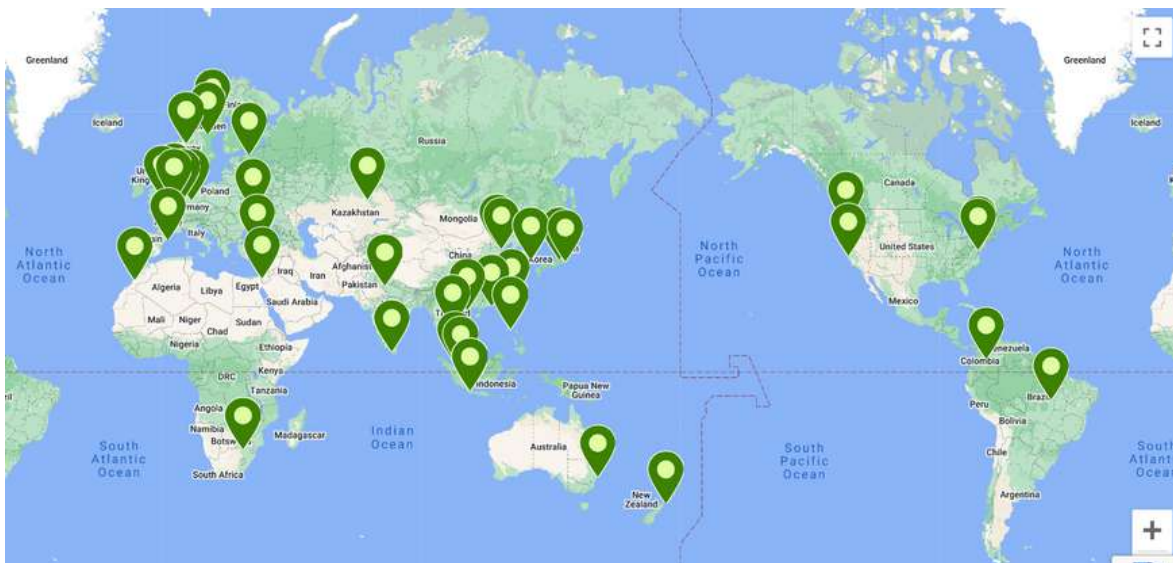 Greenland
Greenland
Iceland
Iceland
Russia
Canada
Poland
Kazakhstan
Mongolia
Italy
China
United States
North
Atlantic
Ocean
North
Pacific
Ocean
North
Atlantic
Ocean
Iraq
Iran
Afghanis
Pakistan
Algeria
Libya
Egypt
Saudi Arabia
Mexico
Mali
Niger
Chad
Sudan
Nigeria
Ethiopia
Kenya
DRC
Tanzania
Venezuela
Colombia
Indonesia
Papua New
Guinea
Brazil
Peru
Bolivia
Angola
Namibia
Botswana
Madagascar
Indian
Ocean
Australia
South
Atlantic
Ocean
South
Pacific
Ocean
Chile
South Africa
New
Zealand
Argentina